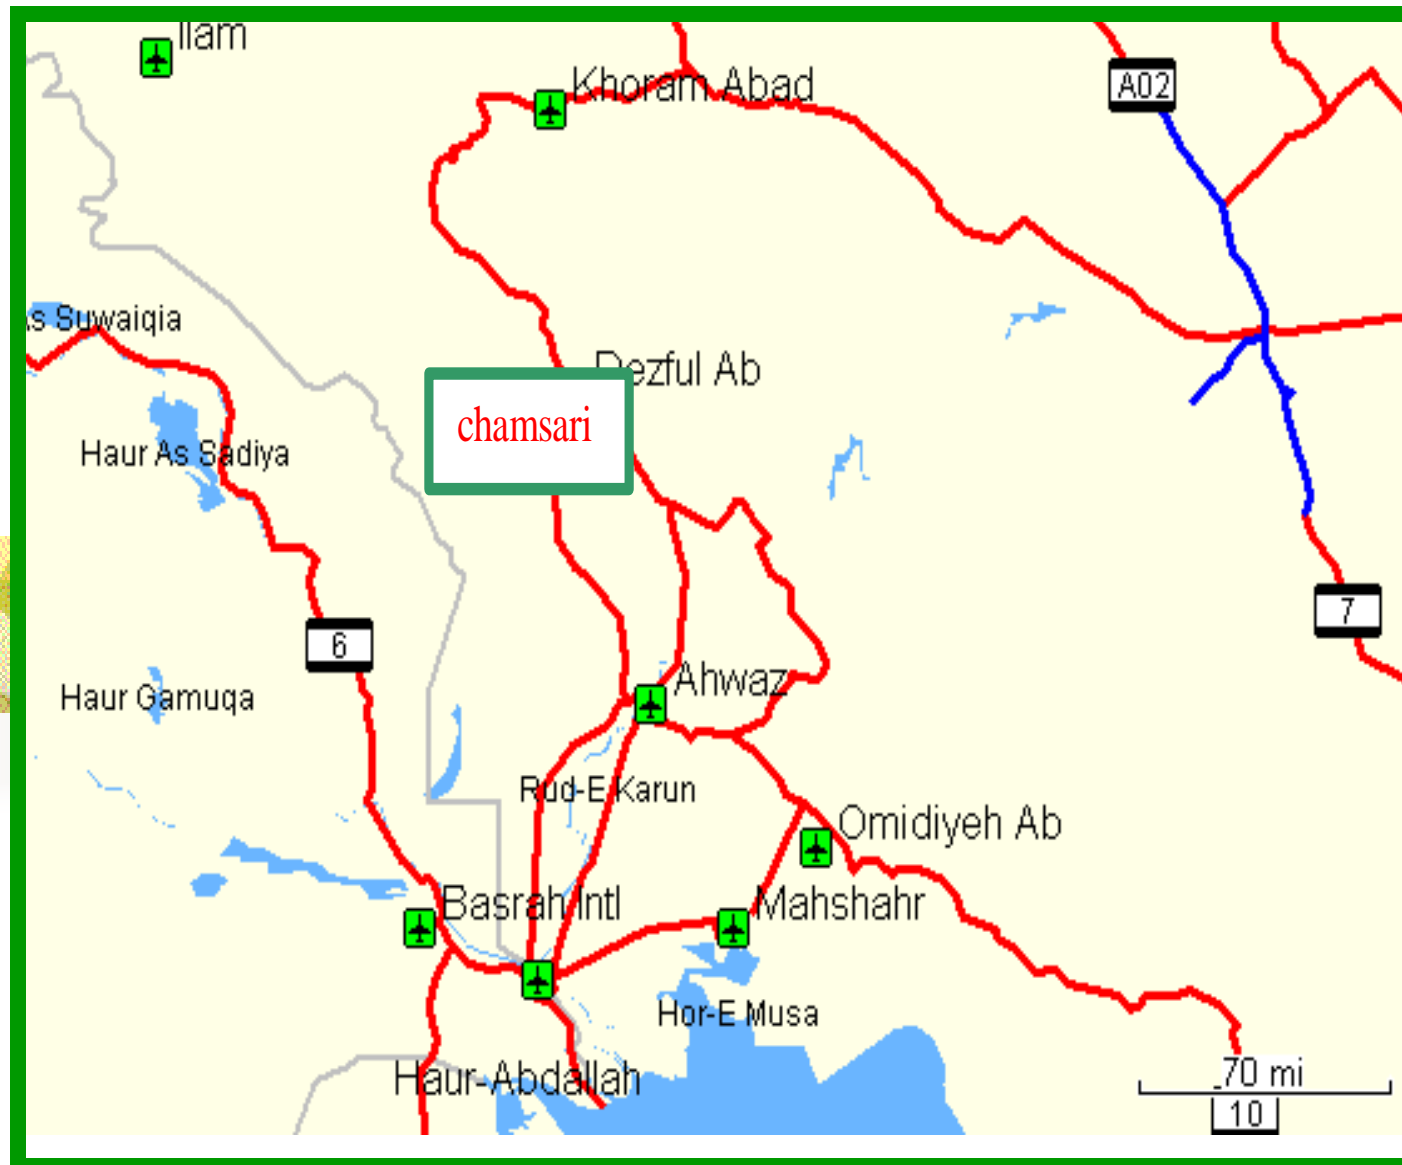 Ilam
Khoram Abad
A02
As Suwaiqia
Dezful Ab
chamsari
Haur As Sadiya
7
6
Ahwaz
Haur Gamuqa
Rud-E Karun
Omidiyeh Ab
Basrah Intl
Mahshahr
Hor-E Musa
Haur-Abdallah
70 mi
10